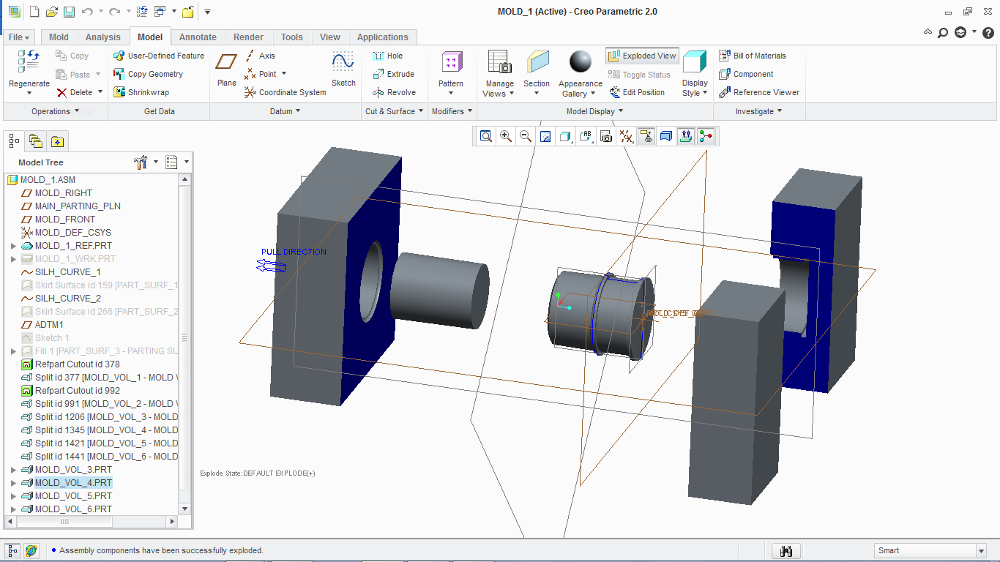 MOLD_1 (Active) - Creo Parametric 2.0
File
Mold
Analysis
Model
Annotate
Render
Tools
View
Applications
Regenerate
Copy
Paste
Delete
Operations
User-Defined Feature
Copy Geometry
Shrinkwrap
Get Data
Plane
Axis
Point
Coordinate System
Sketch
Datum
Hole
Extrude
Revolve
Cut & Surface
Pattern
Modifiers
Manage
Views
Section
Appearance
Gallery
Exploded View
Toggle Status
Edit Position
Display
Style
Model Display
Bill of Materials
Component
Reference Viewer
Investigate
Model Tree
MOLD_1.ASM
MOLD_RIGHT
MAIN_PARTING_PLN
MOLD_FRONT
MOLD_DEF_CSYS
MOLD_1_REF.PRT
MOLD_1_WRK.PRT
SILH_CURVE_1
Skirt Surface id 159 [PART_SURF_1
SILH_CURVE_2
Skirt Surface id 266 [PART_SURF_2
ADTM1
Sketch 1
Fill 1 [PART_SURF_3 - PARTING SU
Refpart Cutout id 378
Split id 377 [MOLD_VOL_1 - MOLD V
Refpart Cutout id 992
Split id 991 [MOLD_VOL_2 - MOLD V
Split id 1206 [MOLD_VOL_3 - MOLD
Split id 1345 [MOLD_VOL_4 - MOLD
Split id 1421 [MOLD_VOL_5 - MOLD
Split id 1441 [MOLD_VOL_6 - MOLD
MOLD_VOL_3.PRT
MOLD_VOL_4.PRT
MOLD_VOL_5.PRT
MOLD_VOL_6.PRT
PULL DIRECTION
Explode State:DEFAULT EXPLODE(+)
Assembly components have been successfully exploded.
Smart